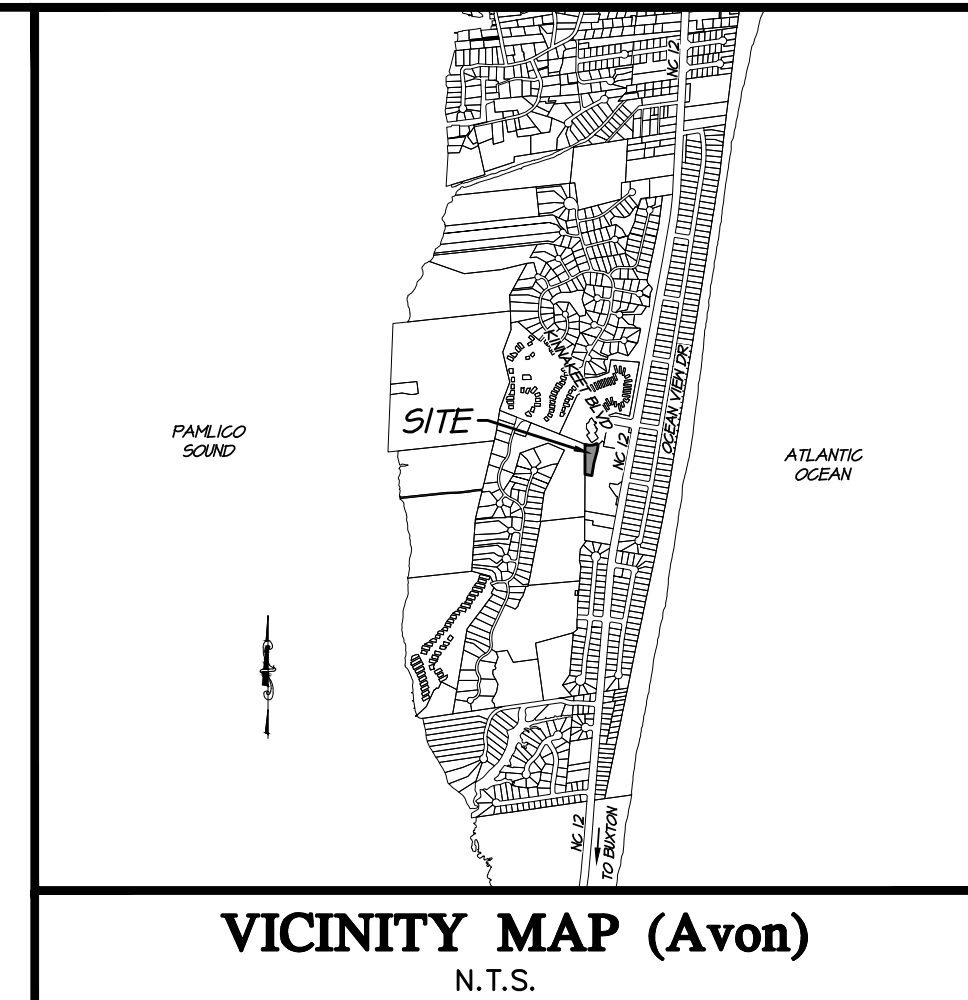 NC 12
KINNAKEET BLVD
OCEAN VIEW DR.
SITE
NC 12
PAMLICO
SOUND
ATLANTIC
OCEAN
NC 12
TO BUXTON
VICINITY MAP (Avon)
N.T.S.